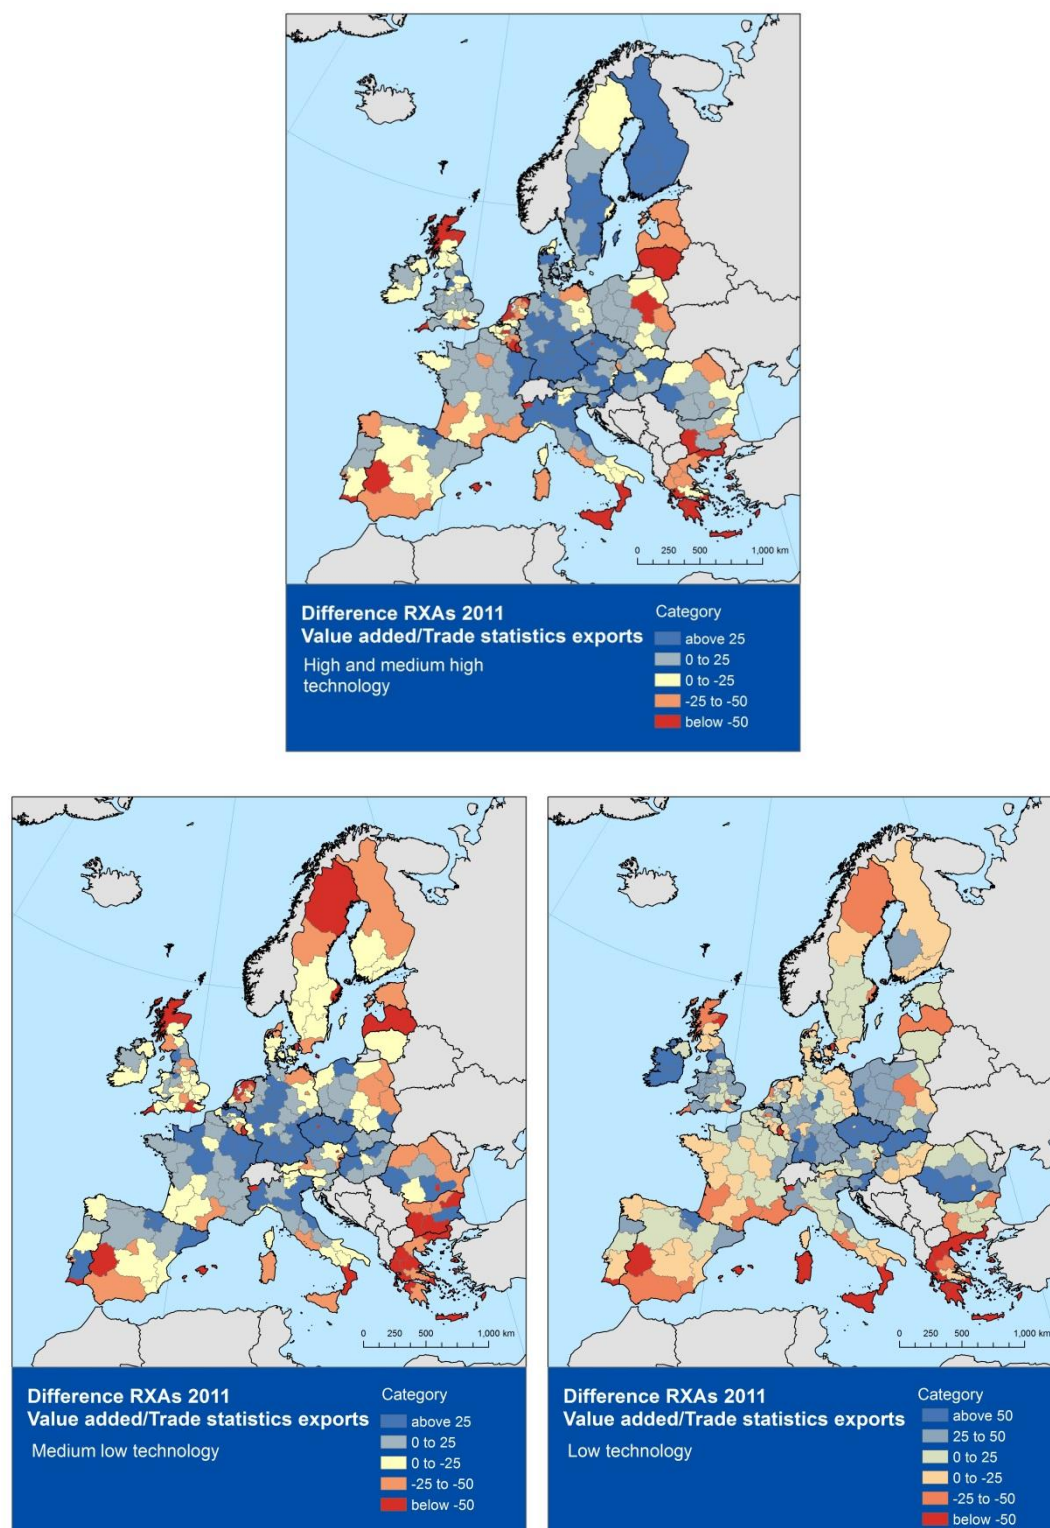 0 250 500 1,000 km
Difference RXAs 2011
Value added/Trade statistics exports
High and medium high
technology
Category
above 25
0 to 25
0 to -25
-25 to -50
below -50
0 250 500 1,000 km
Difference RXAs 2011
Value added/Trade statistics exports
Medium low technology
Category
above 25
0 to 25
0 to -25
-25 to -50
below -50
0 250 500 1,000 km
Difference RXAs 2011
Value added/Trade statistics exports
Low technology
Category
above 50
25 to 50
0 to 25
0 to -25
-25 to -50
below -50